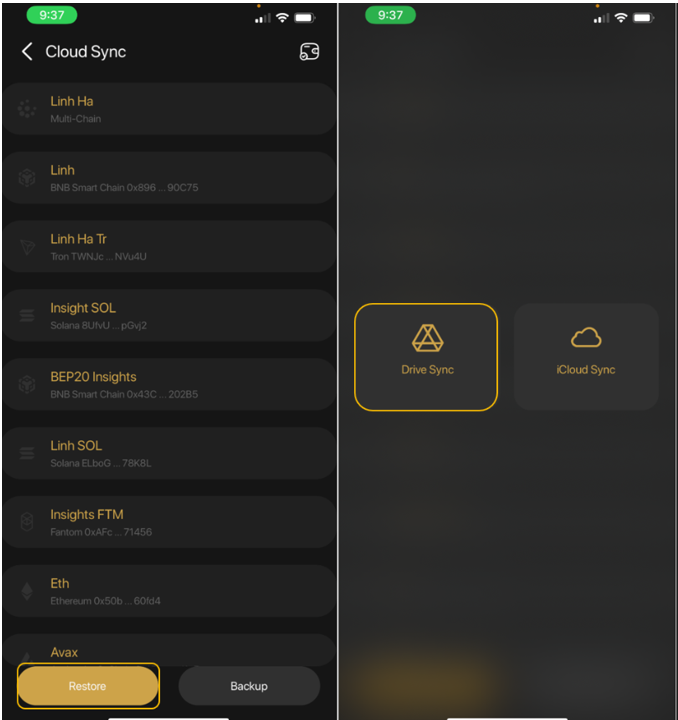 9:37
Cloud Sync
Linh Ha
Multi-Chain
Linh
BNB Smart Chain 0x896 ... 90C75
Linh Ha Tr
Tron TWNJc ... NVu4U
Insight SOL
Solana 8UfvU ... pGvj2
BEP20 Insights
BNB Smart Chain 0x43C ... 202B5
Linh SOL
Solana ELboG ... 78K8L
Insights FTM
Fantom 0xAFc ... 71456
Eth
Ethereum 0x50b ... 60fd4
Avax
Restore
Backup
9:37
Drive Sync
iCloud Sync